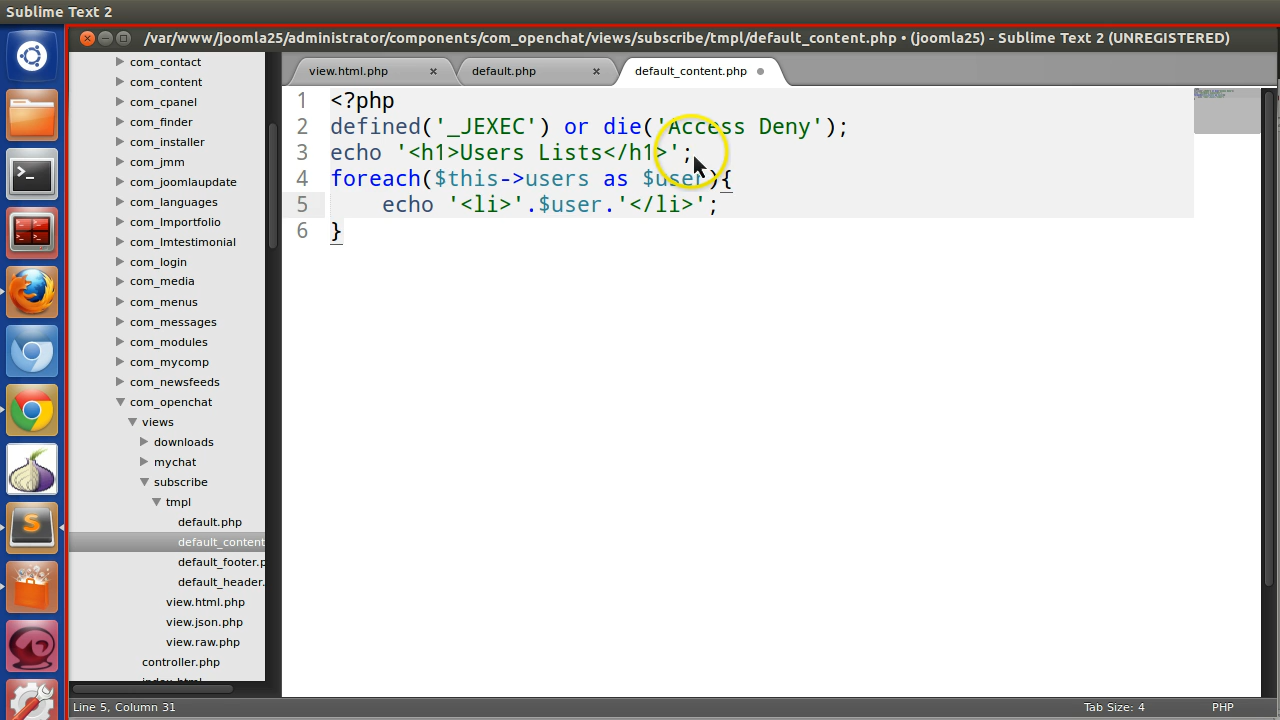 Sublime Text 2
/var/www/joomla25/administrator/components/com_openchat/views/subscribe/tmpl/default_content.php • (joomla25) - Sublime Text 2 (UNREGISTERED)
com_contact
com_content
com_cpanel
com_finder
com_installer
com_jmm
com_joomlaupdate
com_languages
com_lmportfolio
com_lmtestimonial
com_login
com_media
com_menus
com_messages
com_modules
com_mycomp
com_newsfeeds
com_openchat
views
downloads
mychat
subscribe
tmpl
default.php
default_content
default_footer.p
default_header.
view.html.php
view.json.php
view.raw.php
controller.php
index.html
view.html.php × default.php × default_content.php
1 <?php
2 defined('_JEXEC') or die('Access Deny');
3 echo '<h1>Users Lists</h1>';
4 foreach($this->users as $user){
5 echo '<li>'.$user.'</li>';
6 }
Line 5, Column 31 Tab Size: 4 PHP